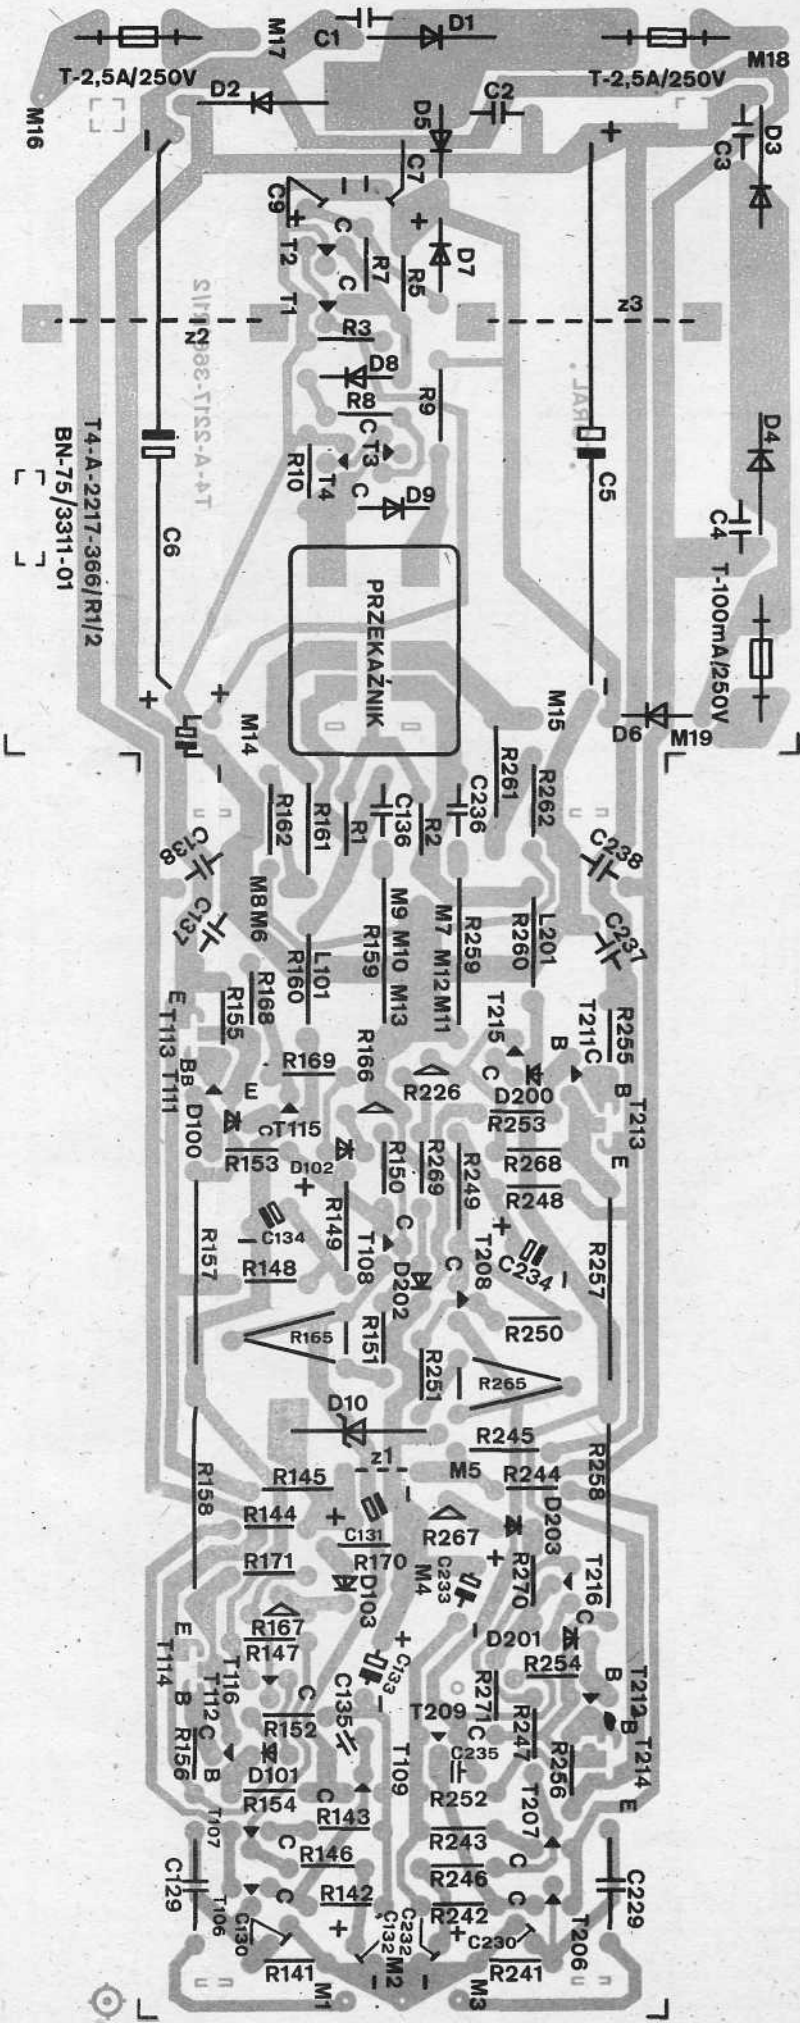 C1
D1
M17
M18
T-2,5A/250V
T-2,5A/250V
D2
C2
M16
D5
C3
D3
-
+
C7
C9
+
- -
+
C
T2
C
R7
R5
D7
T1
R3
z2
z3
T4-A-2217-366/R1/2
D8
R8
R9
D4
C
T3
R10
T4
C
D9
C5
C4
C6
T4-A-2217-366/R1/2
BN-75/3311-01
PRZEKAŹNIK
T-100mA/250V
+
+
-
-
M14
M15
D6
M19
R261
R262
R162
R161
R1
C136
R2
C236
C138
C238
C137
C237
M8
M6
M9
M10
M13
R159
M7
M12
M11
R259
R260
L201
R160
L101
R168
R155
E
T113
B
B
T111
D100
R169
E
R166
T215
C
R226
B
D200
T211
C
R255
B
T213
E
C
T115
R253
R153
D102
R150
R269
R249
R268
R248
+
-
C134
R149
T108
C
D202
C
T208
+
C234
-
R157
R148
R257
R250
R165
R151
R251
R265
D10
z1
R245
M5
R244
R145
R158
R258
R144
+
-
C131
R267
D203
R171
R170
M4
C233
+
-
R270
T216
C
D103
R167
R147
E
T114
T116
B
T112
C
B
R156
D201
R254
B
T212
B
T214
E
C
R152
C135
+
C133
-
T109
T209
R271
C
R247
C235
R256
D101
R154
C
R143
R252
T207
T107
C
R146
R243
C
C129
R246
C
C229
T106
C
R142
R242
C130
+
C132
C232
+
C230
T206
R141
M1
-
M2
-
M3
R241